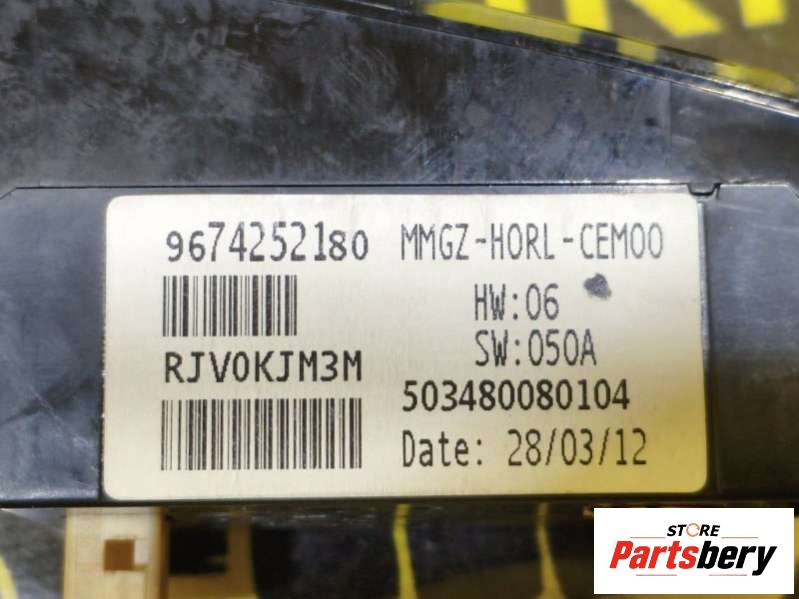 9674252180 MMGZ-HORL-CEM00
HW:06
SW:050A
RJV0KJM3M
503480080104
Date: 28/03/12
STORE
Partsbery